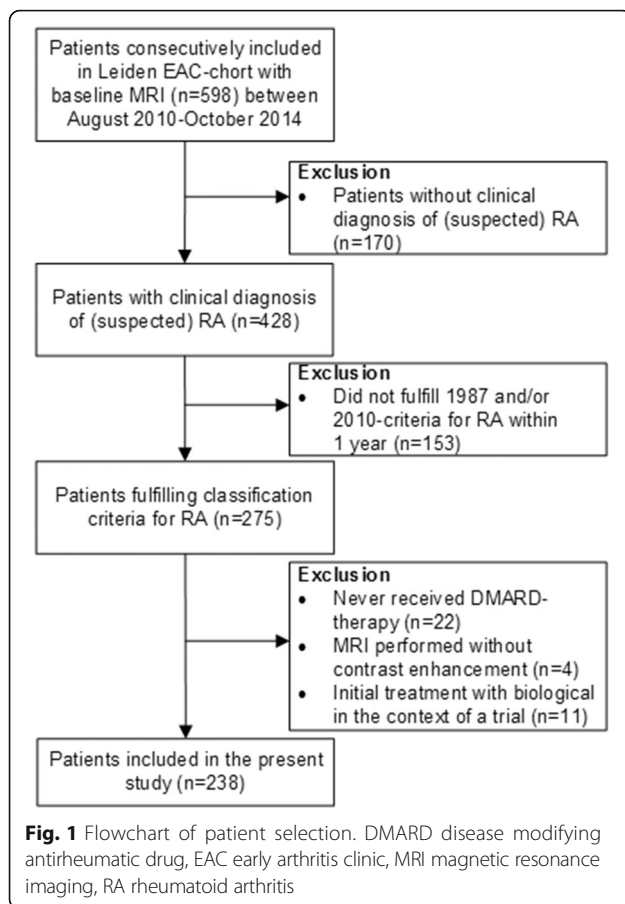 Patients consecutively included
in Leiden EAC-chort with
baseline MRI (n=598) between
August 2010-October 2014
Exclusion
• Patients without clinical
diagnosis of (suspected) RA
(n=170)
Patients with clinical diagnosis
of (suspected) RA (n=428)
Exclusion
• Did not fulfill 1987 and/or
2010-criteria for RA within
1 year (n=153)
Patients fulfilling classification
criteria for RA (n=275)
Exclusion
• Never received DMARD-
therapy (n=22)
• MRI performed without
contrast enhancement (n=4)
• Initial treatment with biological
in the context of a trial (n=11)
Patients included in the present
study (n=238)
Fig. 1 Flowchart of patient selection. DMARD disease modifying
antirheumatic drug, EAC early arthritis clinic, MRI magnetic resonance
imaging, RA rheumatoid arthritis